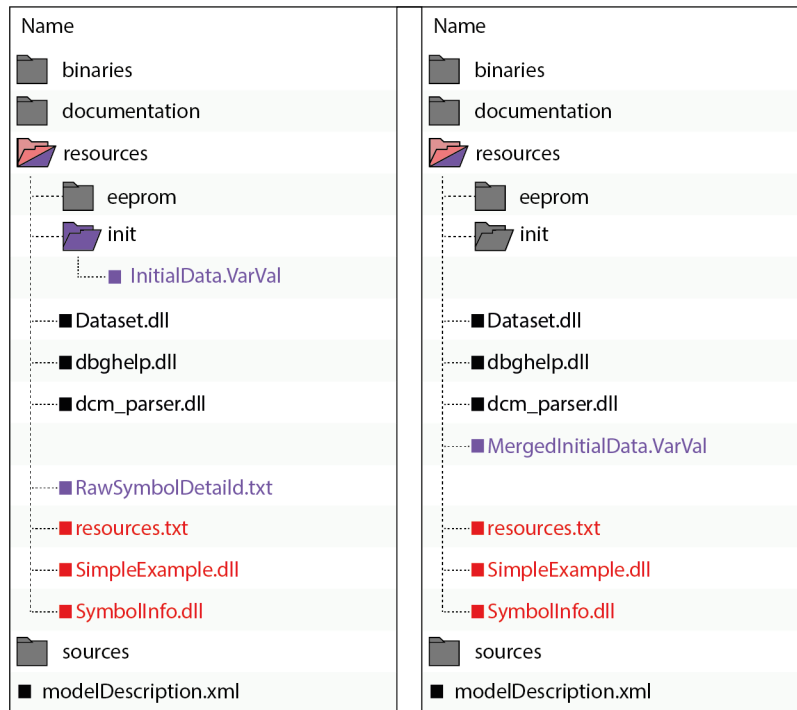 Name
binaries
documentation
resources
eeprom
init
InitialData.VarVal
Dataset.dll
dbghelp.dll
dcm_parser.dll
RawSymbolDetaild.txt
resources.txt
SimpleExample.dll
SymbolInfo.dll
sources
modelDescription.xml
Name
binaries
documentation
resources
eeprom
init
Dataset.dll
dbghelp.dll
dcm_parser.dll
MergedInitialData.VarVal
resources.txt
SimpleExample.dll
SymbolInfo.dll
sources
modelDescription.xml